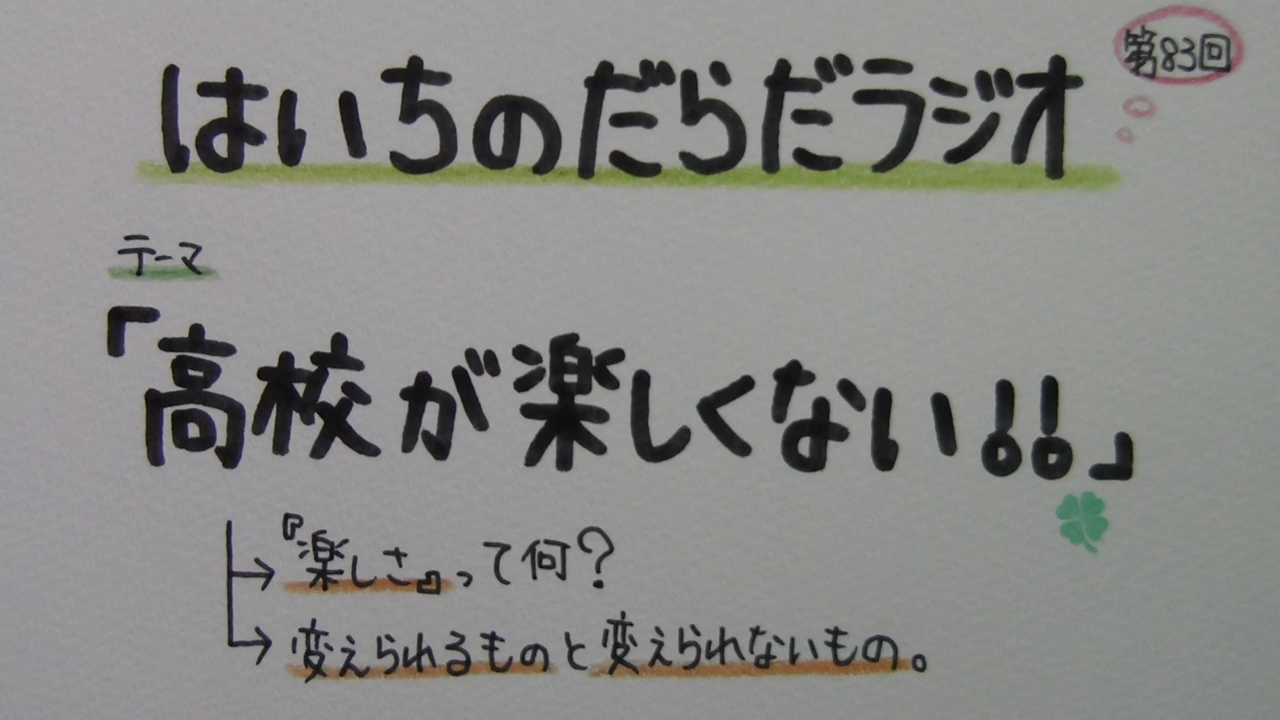 第83回
はいちのだらだラジオ
テーマ
「高校が楽しくない!!」
→『楽しさ』って何?
→変えられるものと変えられないもの。